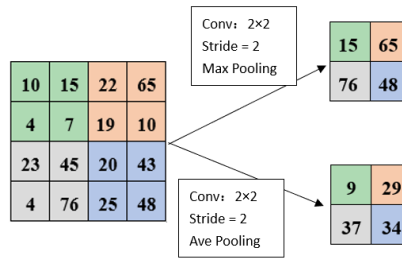 Conv：2×2
Stride = 2
Max Pooling
15 65
76 48
10 15 22 65
4 7 19 10
23 45 20 43
4 76 25 48
Conv：2×2
Stride = 2
Ave Pooling
9 29
37 34